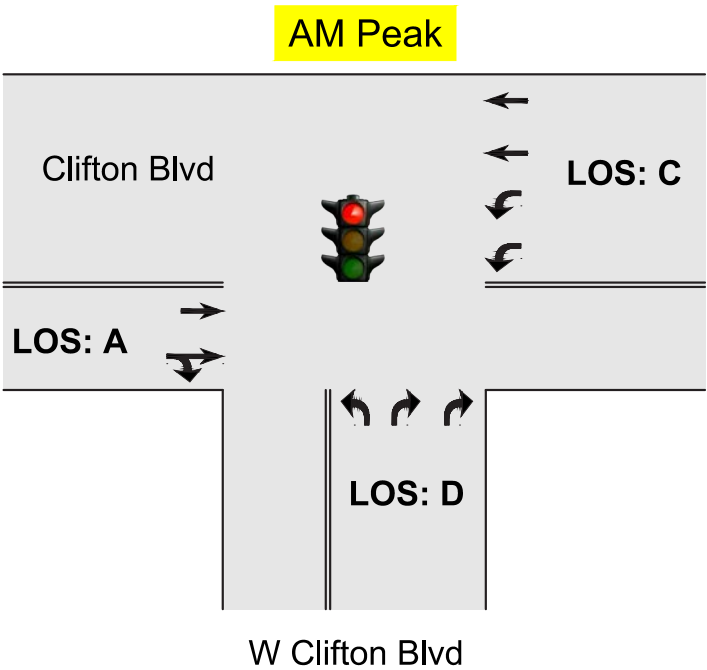 AM Peak
Clifton Blvd
LOS: C
LOS: A
LOS: D
W Clifton Blvd